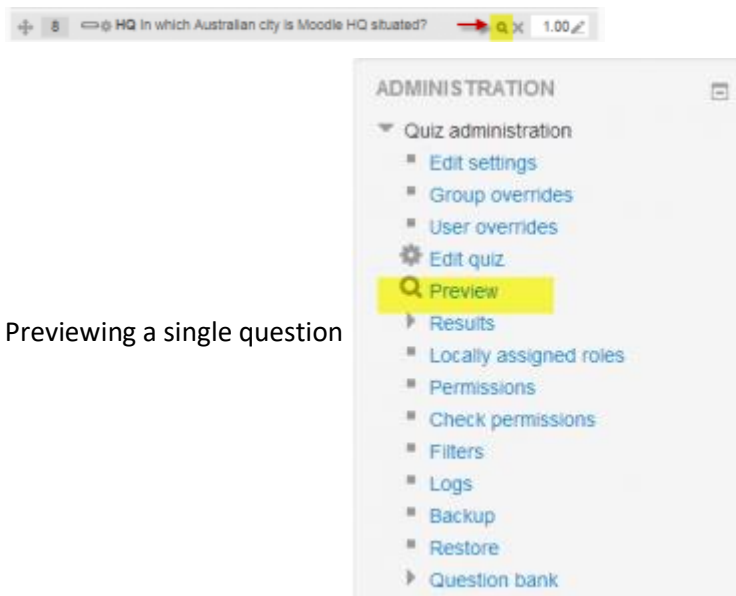 8 HQ In which Australian city is Moodle HQ situated? 1.00
ADMINISTRATION
Quiz administration
Edit settings
Group overrides
User overrides
Edit quiz
Preview
Previewing a single question
Results
Locally assigned roles
Permissions
Check permissions
Filters
Logs
Backup
Restore
Question bank